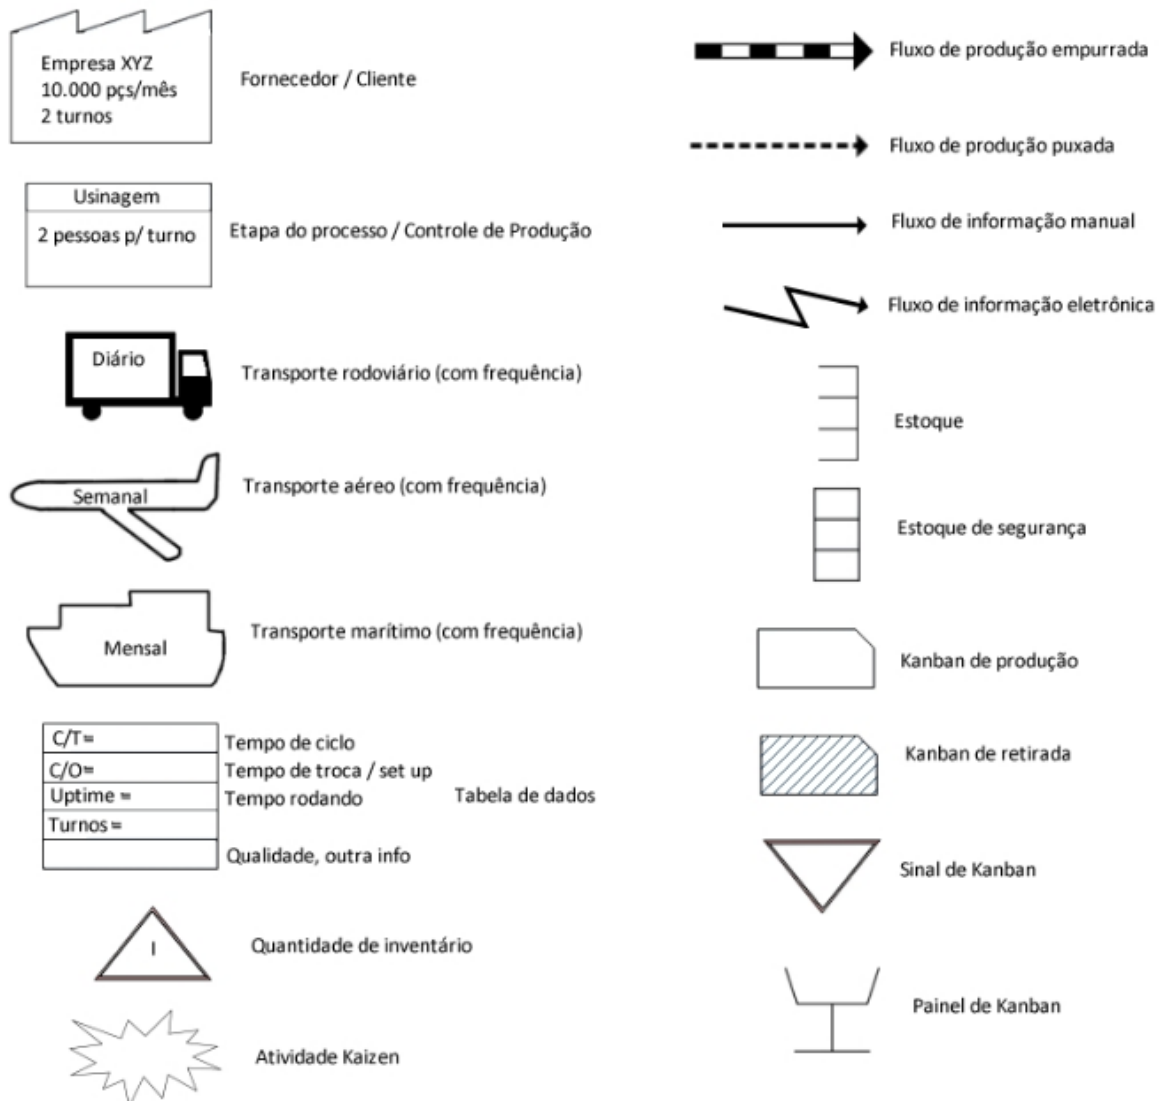 Empresa XYZ
10.000 pçs/mês
2 turnos
Fornecedor / Cliente
Usinagem
2 pessoas p/ turno
Etapa do processo / Controle de Produção
Diário
Transporte rodoviário (com frequência)
Semanal
Transporte aéreo (com frequência)
Mensal
Transporte marítimo (com frequência)
C/T=
Tempo de ciclo
C/O=
Tempo de troca / set up
Uptime =
Tempo rodando
Tabela de dados
Turnos =
Qualidade, outra info
I
Quantidade de inventário
Atividade Kaizen
Fluxo de produção empurrada
Fluxo de produção puxada
Fluxo de informação manual
Fluxo de informação eletrônica
Estoque
Estoque de segurança
Kanban de produção
Kanban de retirada
Sinal de Kanban
Painel de Kanban